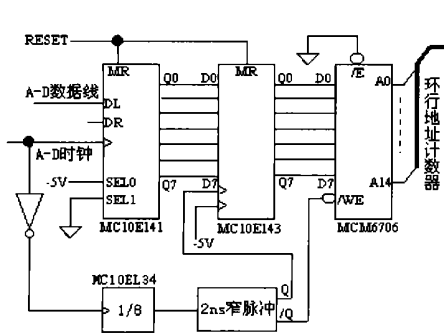 RESET
MR
MR
/E
Q0
D0
Q0
D0
A0
A-D数据线
DL
DR
A-D时钟
-5V
SEL0
SEL1
Q7
D7
Q7
D7
A14
/WE
-5V
MC10E141
MC10E143
MCM6706
环行地址计数器
MC10EL34
1/8
2ns窄脉冲
Q
/Q